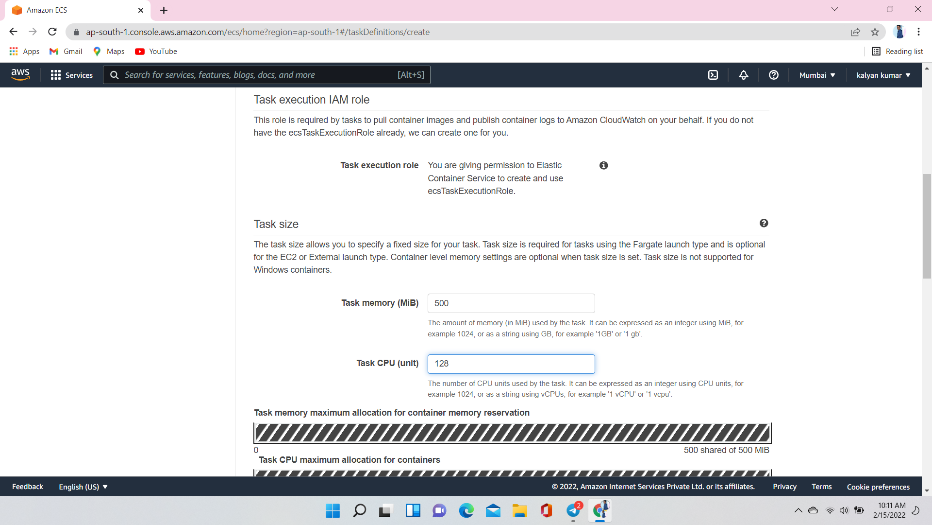 Amazon ECS
ap-south-1.console.aws.amazon.com/ecs/home?region=ap-south-1#/taskDefinitions/create
Apps Gmail Maps YouTube Reading list
aws Services Search for services, features, blogs, docs, and more [Alt+S] Mumbai kalyan kumar
Task execution IAM role
This role is required by tasks to pull container images and publish container logs to Amazon CloudWatch on your behalf. If you do not
have the ecsTaskExecutionRole already, we can create one for you.
Task execution role You are giving permission to Elastic
Container Service to create and use
ecsTaskExecutionRole.
Task size
The task size allows you to specify a fixed size for your task. Task size is required for tasks using the Fargate launch type and is optional
for the EC2 or External launch type. Container level memory settings are optional when task size is set. Task size is not supported for
Windows containers.
Task memory (MiB) 500
The amount of memory (in MiB) used by the task. It can be expressed as an integer using MiB, for
example 1024, or as a string using GB, for example '1GB' or '1 gb'.
Task CPU (unit) 128
The number of CPU units used by the task. It can be expressed as an integer using CPU units, for
example 1024, or as a string using vCPUs, for example '1 vCPU' or '1 vcpu'.
Task memory maximum allocation for container memory reservation
0 500 shared of 500 MiB
Task CPU maximum allocation for containers
Feedback English (US) © 2022, Amazon Internet Services Private Ltd. or its affiliates. Privacy Terms Cookie preferences
2
10:11 AM
2/15/2022